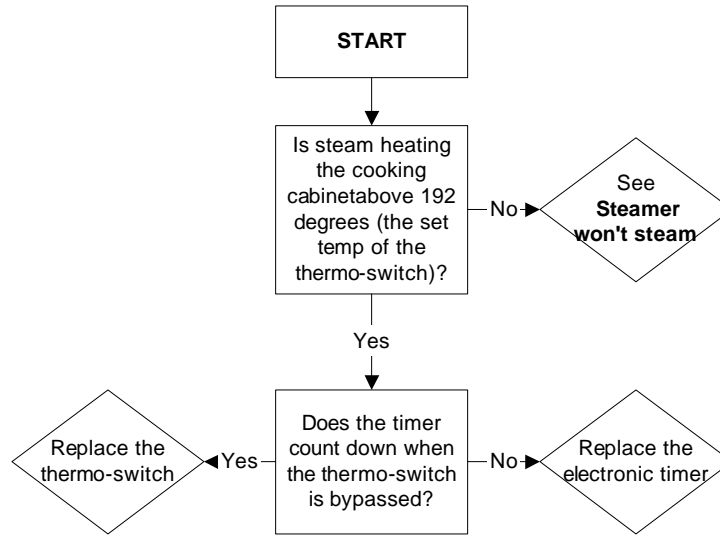 START
Is steam heating
the cooking
cabinetabove 192
degrees (the set
temp of the
thermo-switch)?
No
See
Steamer
won't steam
Yes
Does the timer
count down when
the thermo-switch
is bypassed?
Yes
Replace the
thermo-switch
No
Replace the
electronic timer